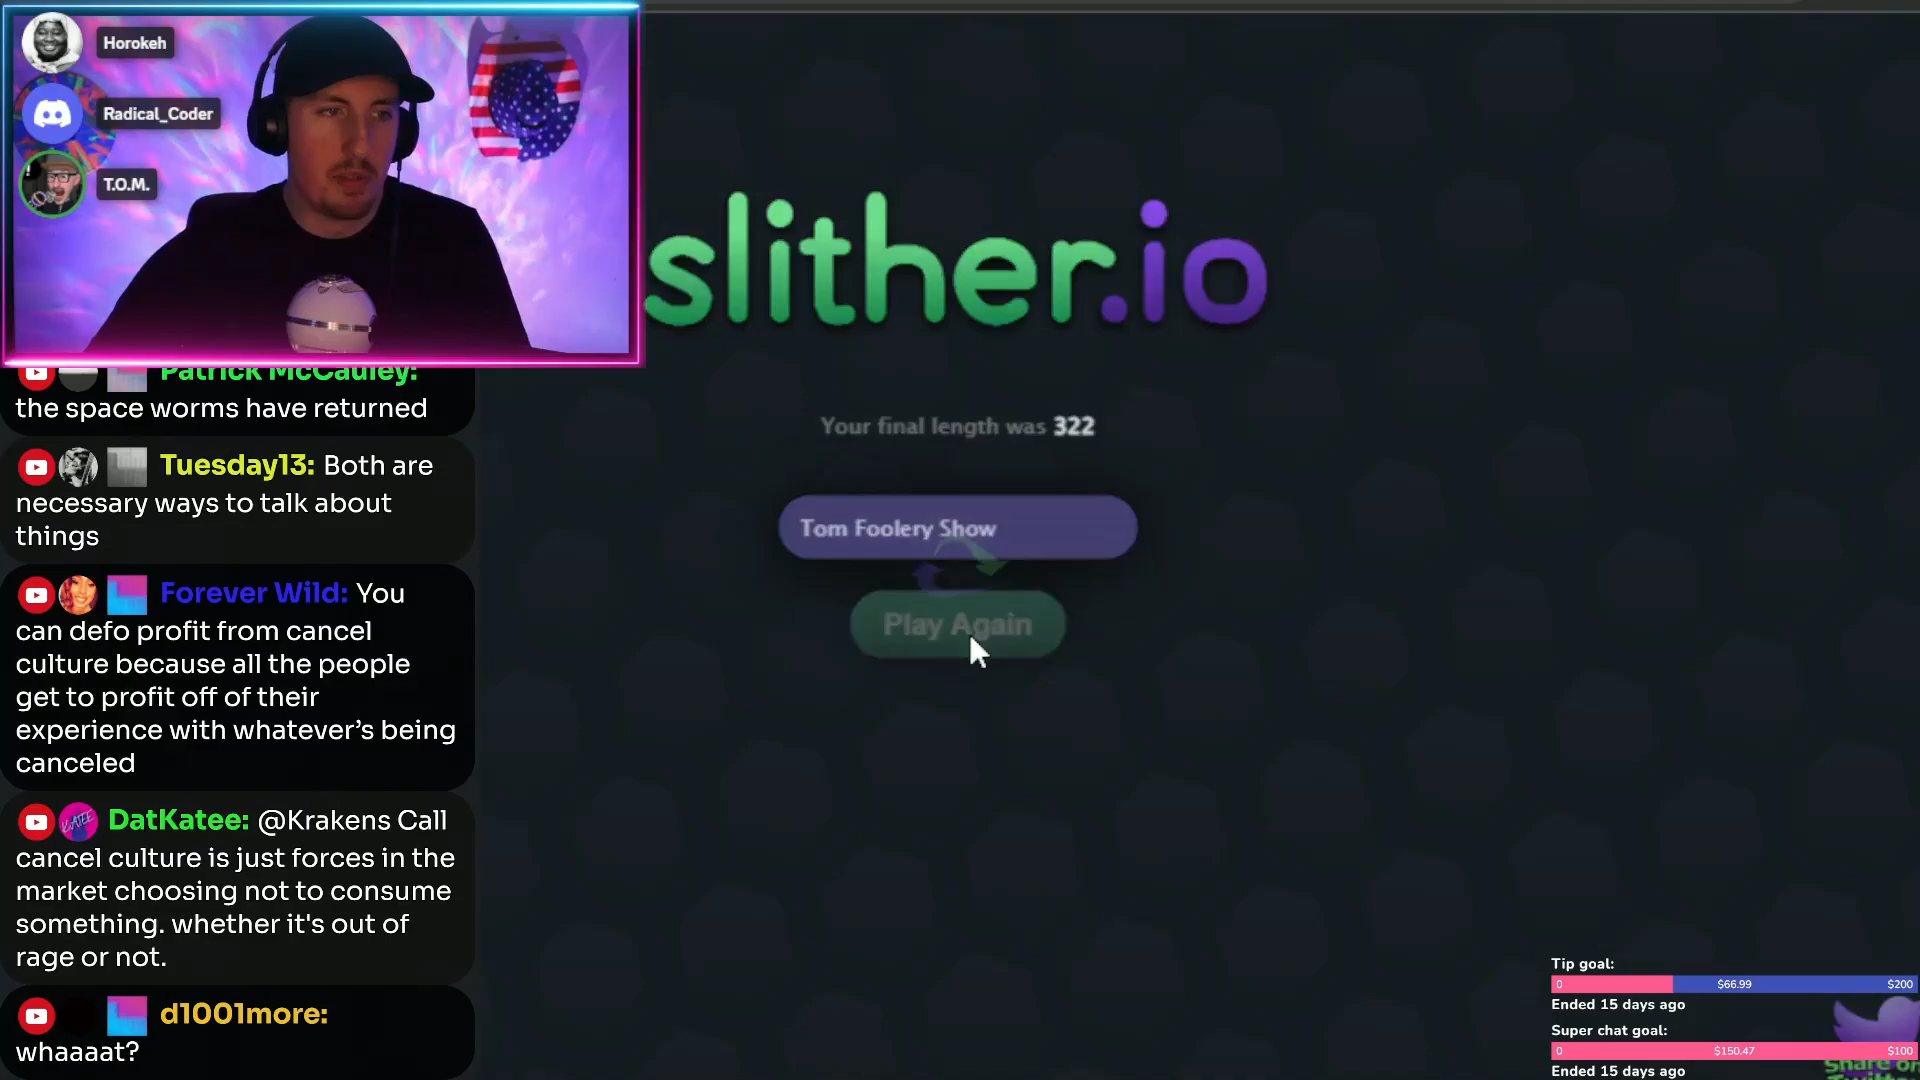 Horokeh
Radical_Coder
T.O.M.
slither.io
Your final length was 322
Tom Foolery Show
Play Again
Patrick McCauley:
the space worms have returned
Tuesday13: Both are
necessary ways to talk about
things
Forever Wild: You
can defo profit from cancel
culture because all the people
get to profit off of their
experience with whatever’s being
canceled
DatKatee: @Krakens Call
cancel culture is just forces in the
market choosing not to consume
something. whether it's out of
rage or not.
d1001more:
whaaaat?
Tip goal:
0 $66.99 $200
Ended 15 days ago
Super chat goal:
0 $150.47 $100
Ended 15 days ago
Share on